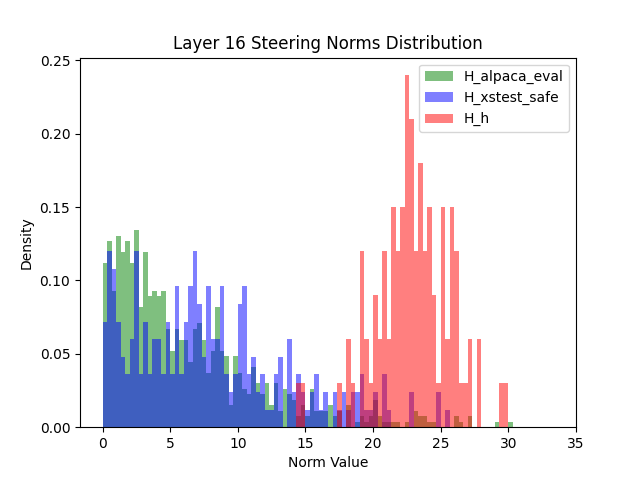 Layer 16 Steering Norms Distribution
H_alpaca_eval
H_xstest_safe
H_h
0.25
0.20
0.15
0.10
0.05
0.00
Density
0 5 10 15 20 25 30 35
Norm Value